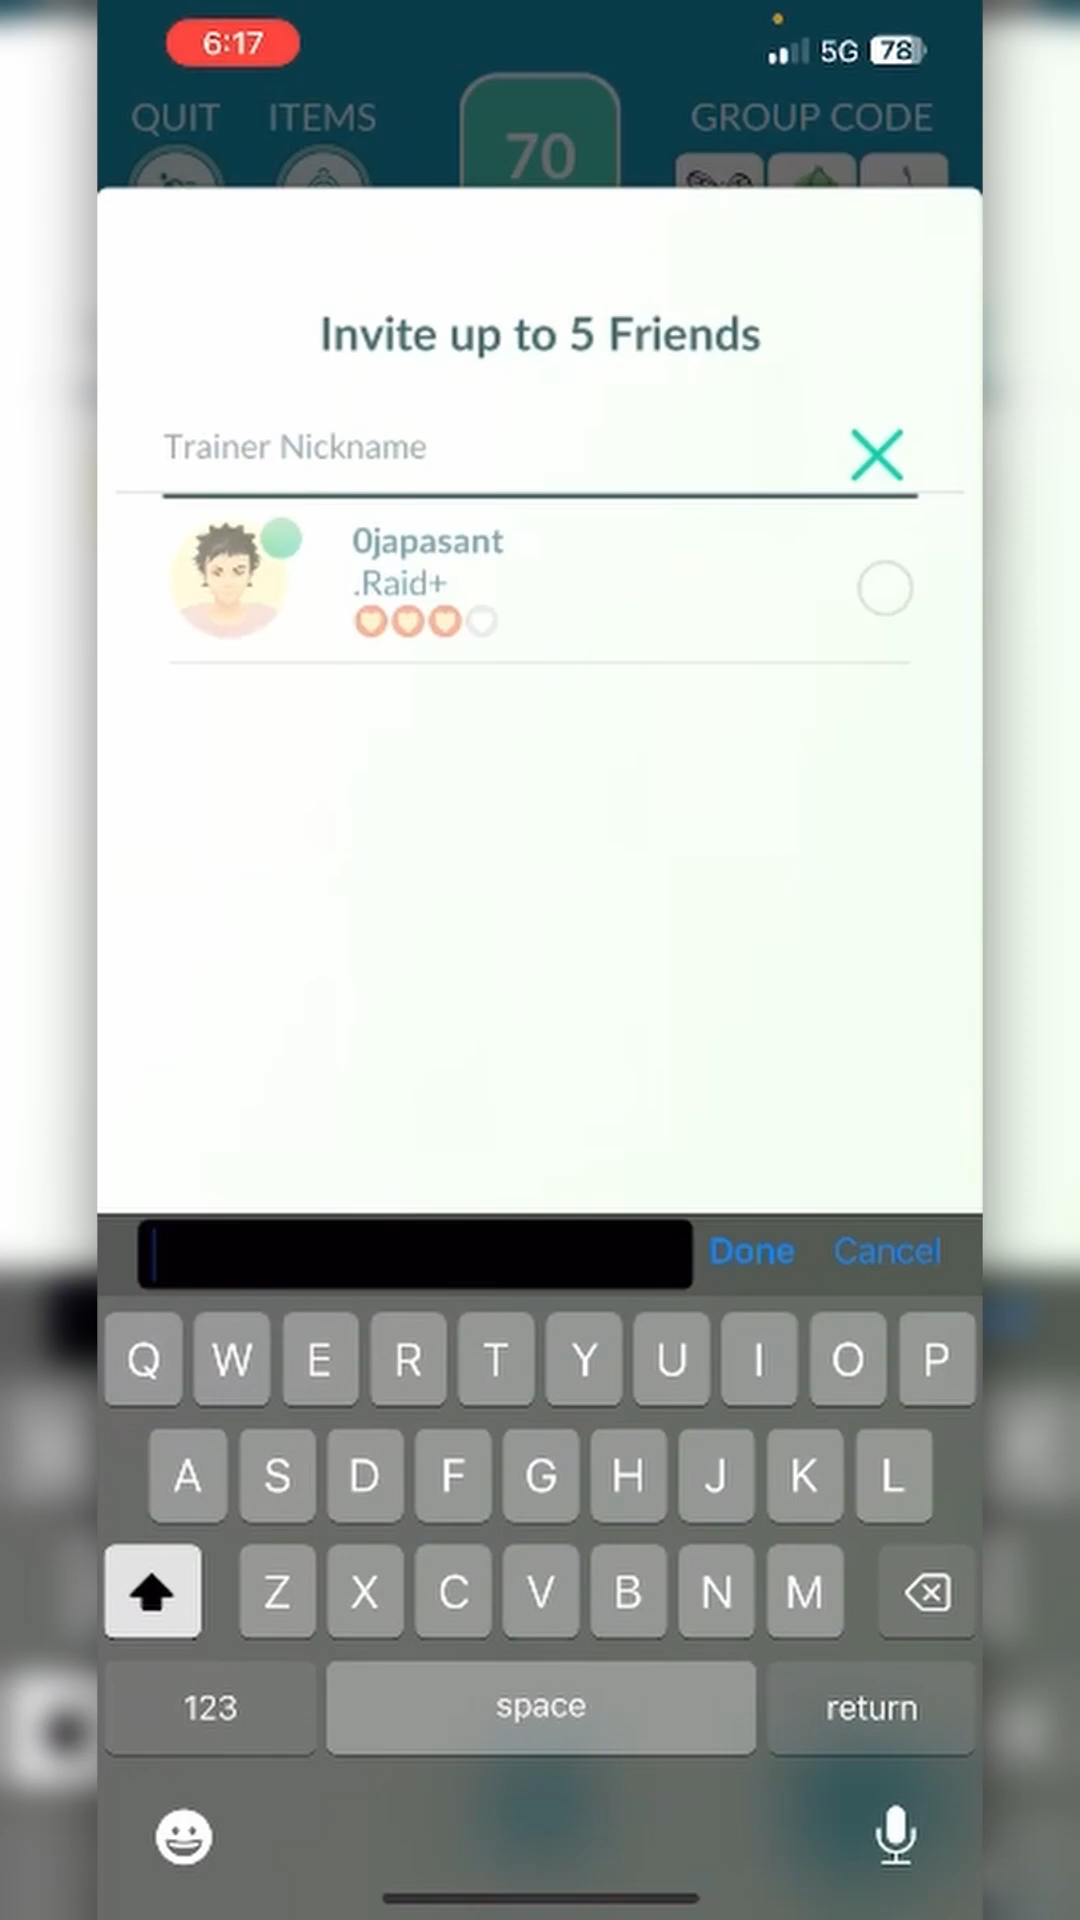 6:17
5G 78
QUIT ITEMS 70 GROUP CODE
Invite up to 5 Friends
Trainer Nickname
0japasant
.Raid+
Done Cancel
Q W E R T Y U I O P
A S D F G H J K L
Z X C V B N M
123 space return